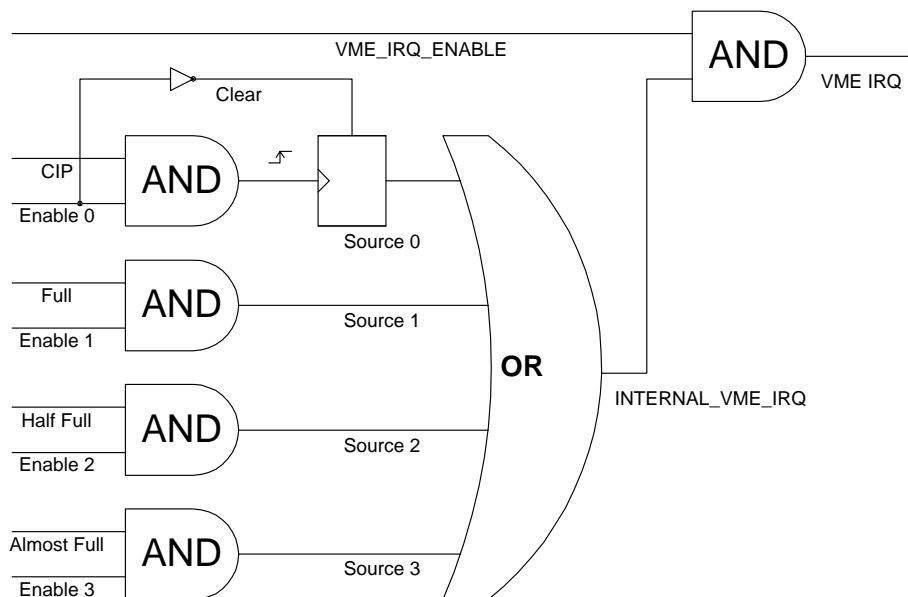 VME_IRQ_ENABLE
AND
VME IRQ
Clear
CIP
AND
Enable 0
Source 0
Full
AND
Source 1
Enable 1
OR
INTERNAL_VME_IRQ
Half Full
AND
Source 2
Enable 2
Almost Full
AND
Source 3
Enable 3